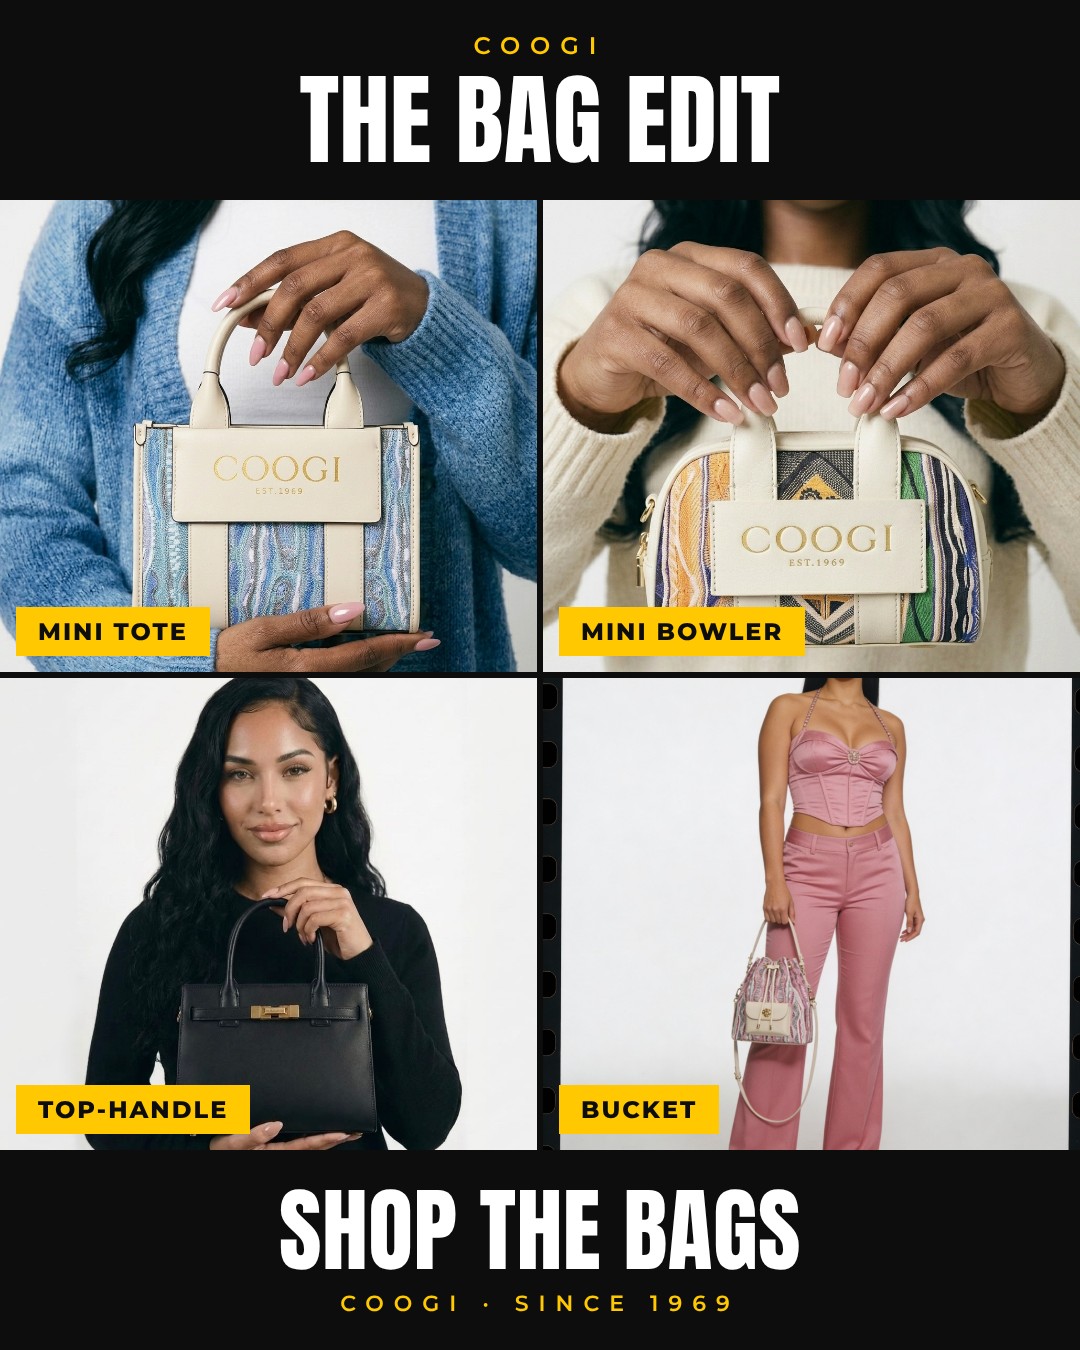 COOGI
THE BAG EDIT
COOGI
EST.1969
MINI TOTE
COOGI
EST.1969
MINI BOWLER
TOP-HANDLE
BUCKET
SHOP THE BAGS
COOGI · SINCE 1969